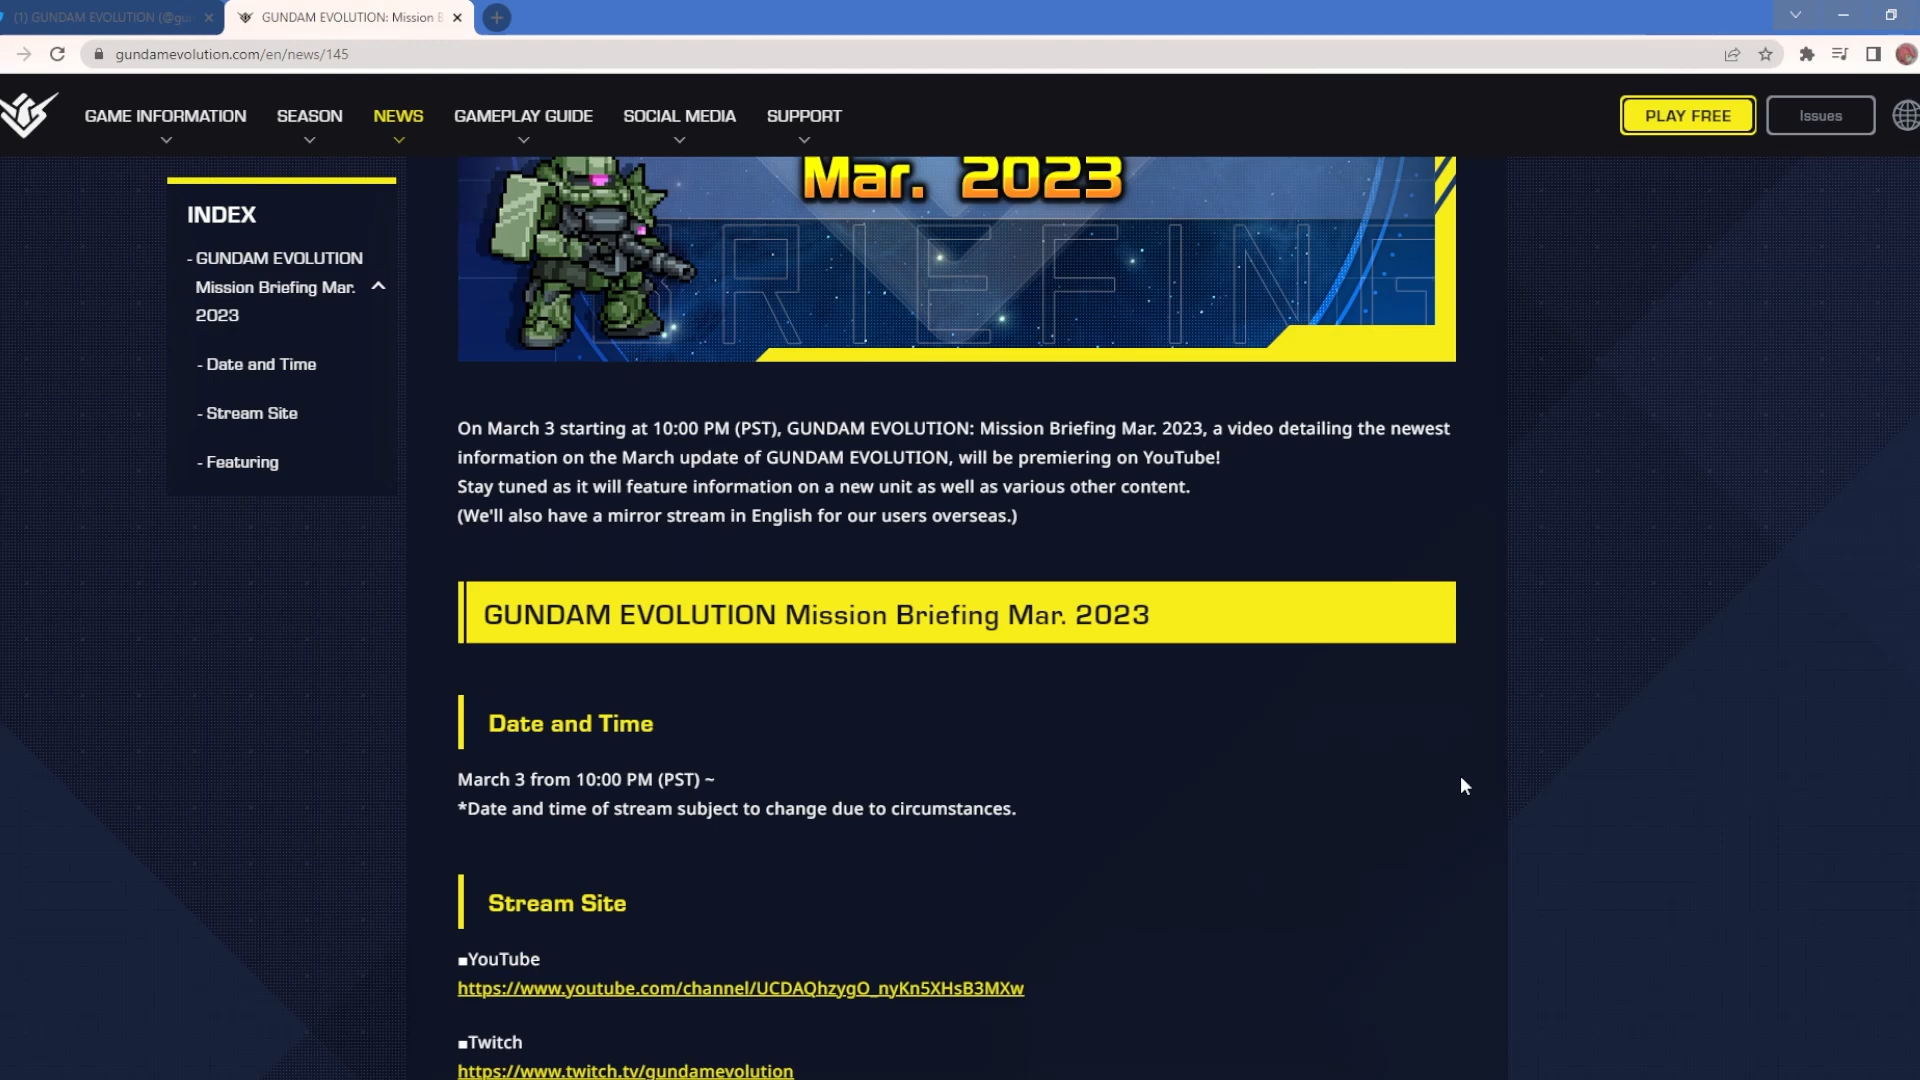 (1) GUNDAM EVOLUTION (@gu
GUNDAM EVOLUTION: Mission B
gundamevolution.com/en/news/145
GAME INFORMATION
SEASON
NEWS
GAMEPLAY GUIDE
SOCIAL MEDIA
SUPPORT
PLAY FREE
Issues
INDEX
- GUNDAM EVOLUTION
Mission Briefing Mar.
2023
- Date and Time
- Stream Site
- Featuring
Mar. 2023
BRIEFING
On March 3 starting at 10:00 PM (PST), GUNDAM EVOLUTION: Mission Briefing Mar. 2023, a video detailing the newest
information on the March update of GUNDAM EVOLUTION, will be premiering on YouTube!
Stay tuned as it will feature information on a new unit as well as various other content.
(We'll also have a mirror stream in English for our users overseas.)
GUNDAM EVOLUTION Mission Briefing Mar. 2023
Date and Time
March 3 from 10:00 PM (PST) ~
*Date and time of stream subject to change due to circumstances.
Stream Site
■YouTube
https://www.youtube.com/channel/UCDAQhzygO_nyKn5XHsB3MXw
■Twitch
https://www.twitch.tv/gundamevolution